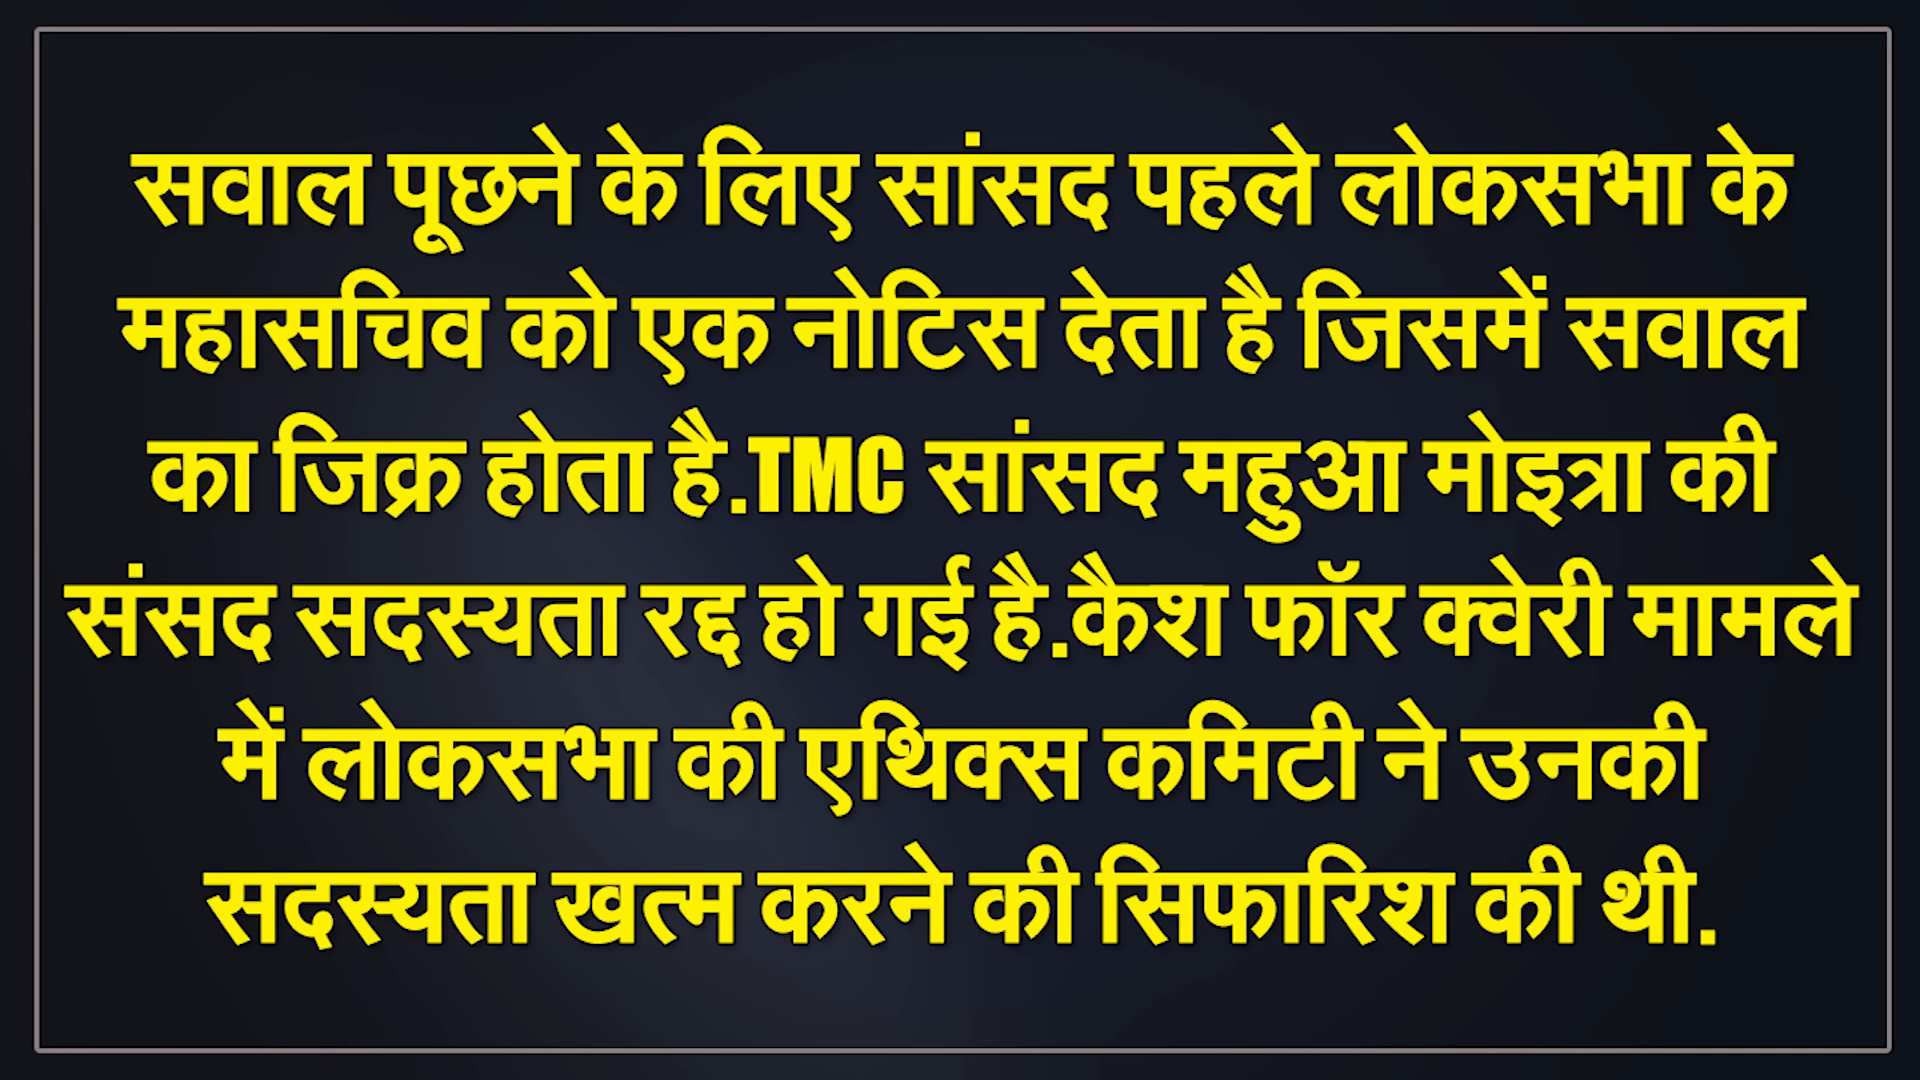 सवाल पूछने के लिए सांसद पहले लोकसभा के
महासचिव को एक नोटिस देता है जिसमें सवाल
का जिक्र होता है.TMC सांसद महुआ मोइत्रा की
संसद सदस्यता रद्द हो गई है.कैश फॉर क्वेरी मामले
में लोकसभा की एथिक्स कमिटी ने उनकी
सदस्यता खत्म करने की सिफारिश की थी.